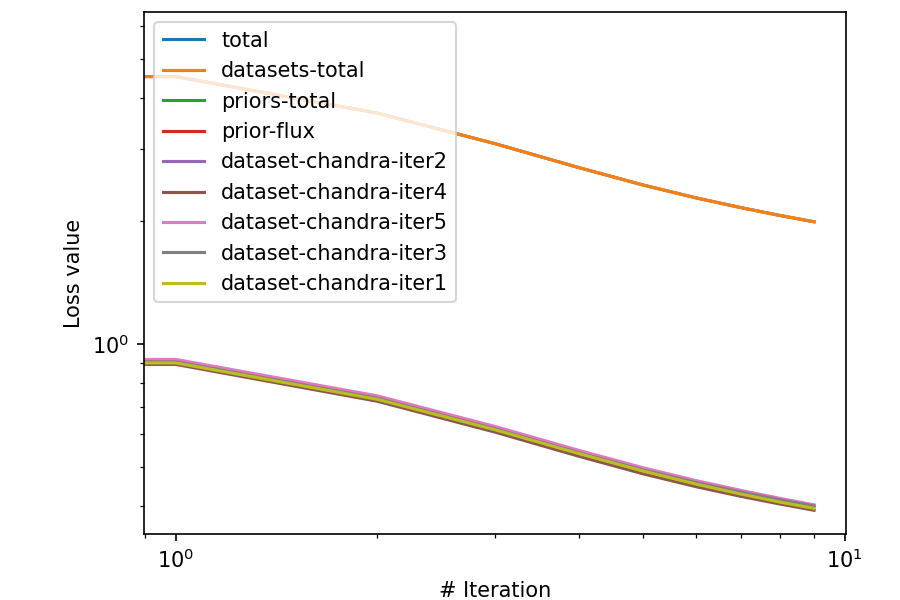 total
datasets-total
priors-total
prior-flux
dataset-chandra-iter2
dataset-chandra-iter4
dataset-chandra-iter5
dataset-chandra-iter3
dataset-chandra-iter1
Loss value
10⁰
10⁰ 10¹
# Iteration